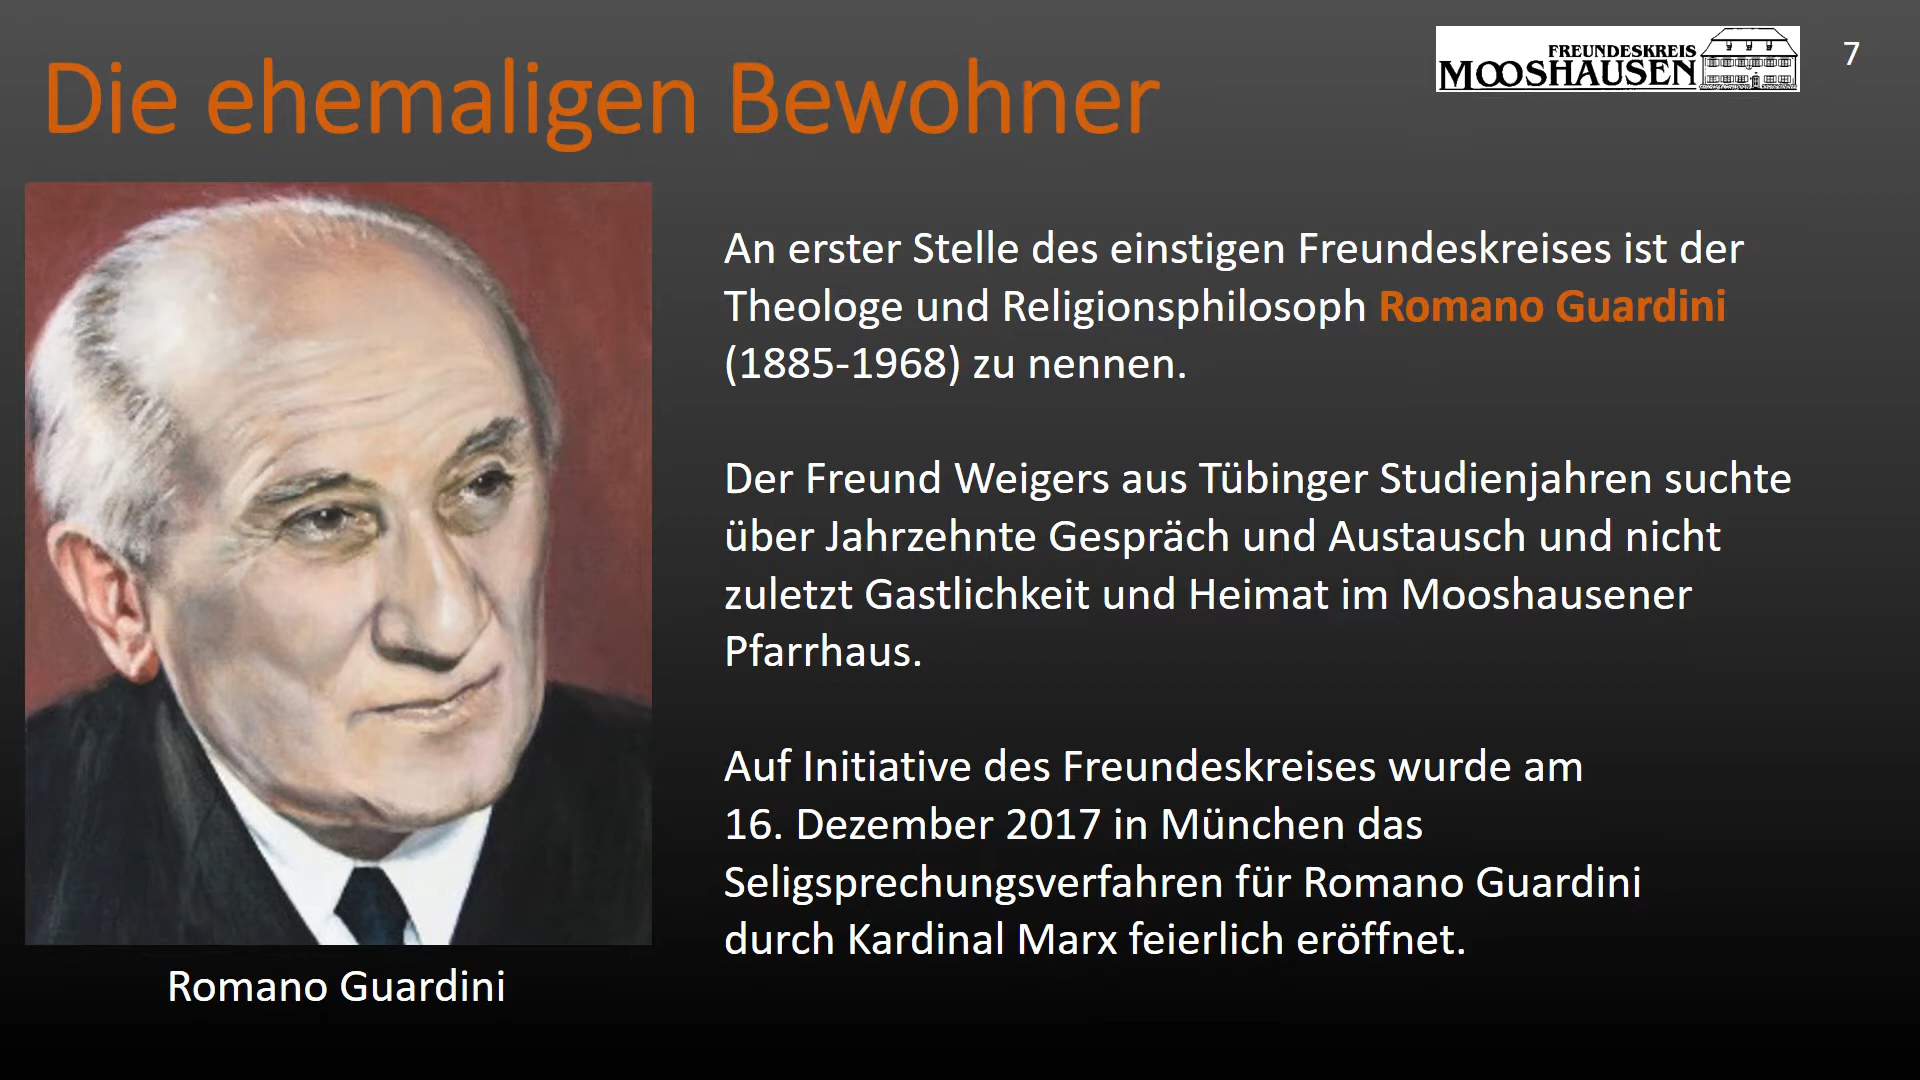 Die ehemaligen Bewohner
FREUNDESKREIS
MOOSHAUSEN
7
An erster Stelle des einstigen Freundeskreises ist der
Theologe und Religionsphilosoph Romano Guardini
(1885-1968) zu nennen.
Der Freund Weigers aus Tübinger Studienjahren suchte
über Jahrzehnte Gespräch und Austausch und nicht
zuletzt Gastlichkeit und Heimat im Mooshausener
Pfarrhaus.
Auf Initiative des Freundeskreises wurde am
16. Dezember 2017 in München das
Seligsprechungsverfahren für Romano Guardini
durch Kardinal Marx feierlich eröffnet.
Romano Guardini